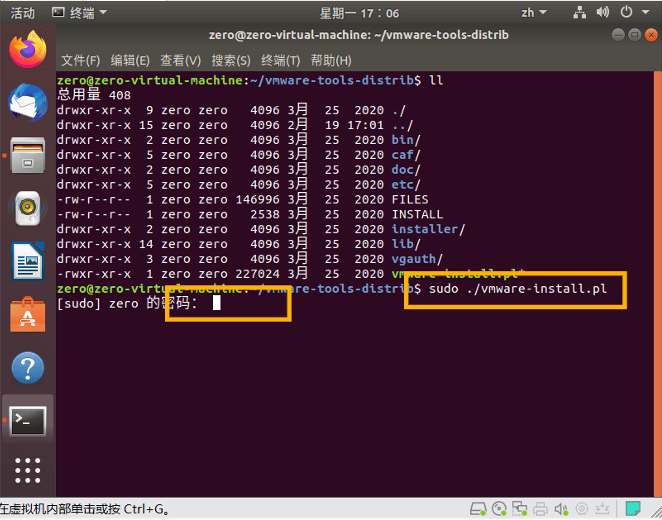 活动 终端 星期一 17：06 zh
zero@zero-virtual-machine: ~/vmware-tools-distrib
文件(F) 编辑(E) 查看(V) 搜索(S) 终端(T) 帮助(H)
zero@zero-virtual-machine:~/vmware-tools-distrib$ ll
总用量 408
drwxr-xr-x 9 zero zero 4096 3月 25 2020 ./
drwxr-xr-x 15 zero zero 4096 2月 19 17:01 ../
drwxr-xr-x 2 zero zero 4096 3月 25 2020 bin/
drwxr-xr-x 5 zero zero 4096 3月 25 2020 caf/
drwxr-xr-x 2 zero zero 4096 3月 25 2020 doc/
drwxr-xr-x 5 zero zero 4096 3月 25 2020 etc/
-rw-r--r-- 1 zero zero 146996 3月 25 2020 FILES
-rw-r--r-- 1 zero zero 2538 3月 25 2020 INSTALL
drwxr-xr-x 2 zero zero 4096 3月 25 2020 installer/
drwxr-xr-x 14 zero zero 4096 3月 25 2020 lib/
drwxr-xr-x 3 zero zero 4096 3月 25 2020 vgauth/
-rwxr-xr-x 1 zero zero 227024 3月 25 2020 vmware-install.pl*
zero@zero-virtual-machine:~/vmware-tools-distrib$ sudo ./vmware-install.pl
[sudo] zero 的密码：
在虚拟机内部单击或按 Ctrl+G。